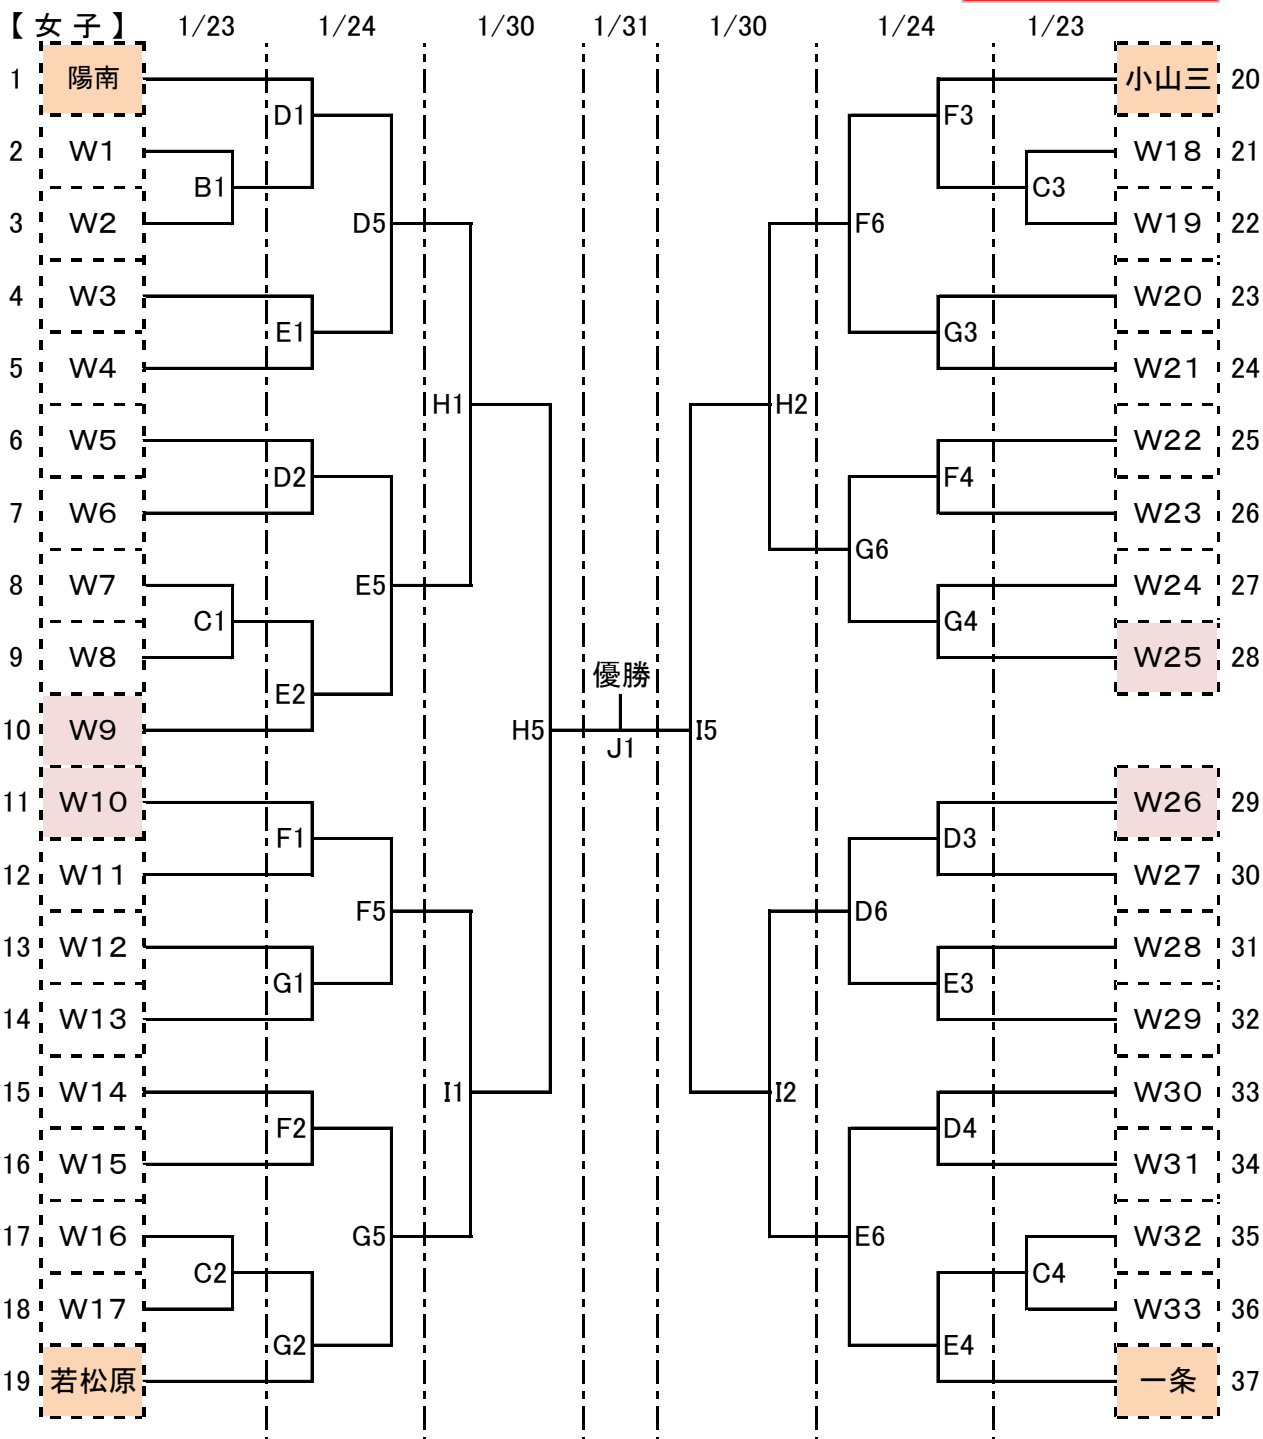 【女子】 1/23 1/24 1/30 1/31 1/30 1/24 1/23
1 陽南 小山三 20
D1 F3
2 W1 W18 21
B1 C3
3 W2 D5 F6 W19 22
4 W3 W20 23
E1 G3
5 W4 W21 24
H1 H2
6 W5 W22 25
D2 F4
7 W6 W23 26
G6
8 W7 E5 W24 27
C1 G4
9 W8 W25 28
優勝
E2
10 W9 H5 I5
J1
11 W10 W26 29
F1 D3
12 W11 W27 30
F5 D6
13 W12 W28 31
G1 E3
14 W13 W29 32
15 W14 I1 I2 W30 33
F2 D4
16 W15 W31 34
17 W16 G5 E6 W32 35
C2 C4
18 W17 W33 36
G2 E4
19 若松原 一条 37